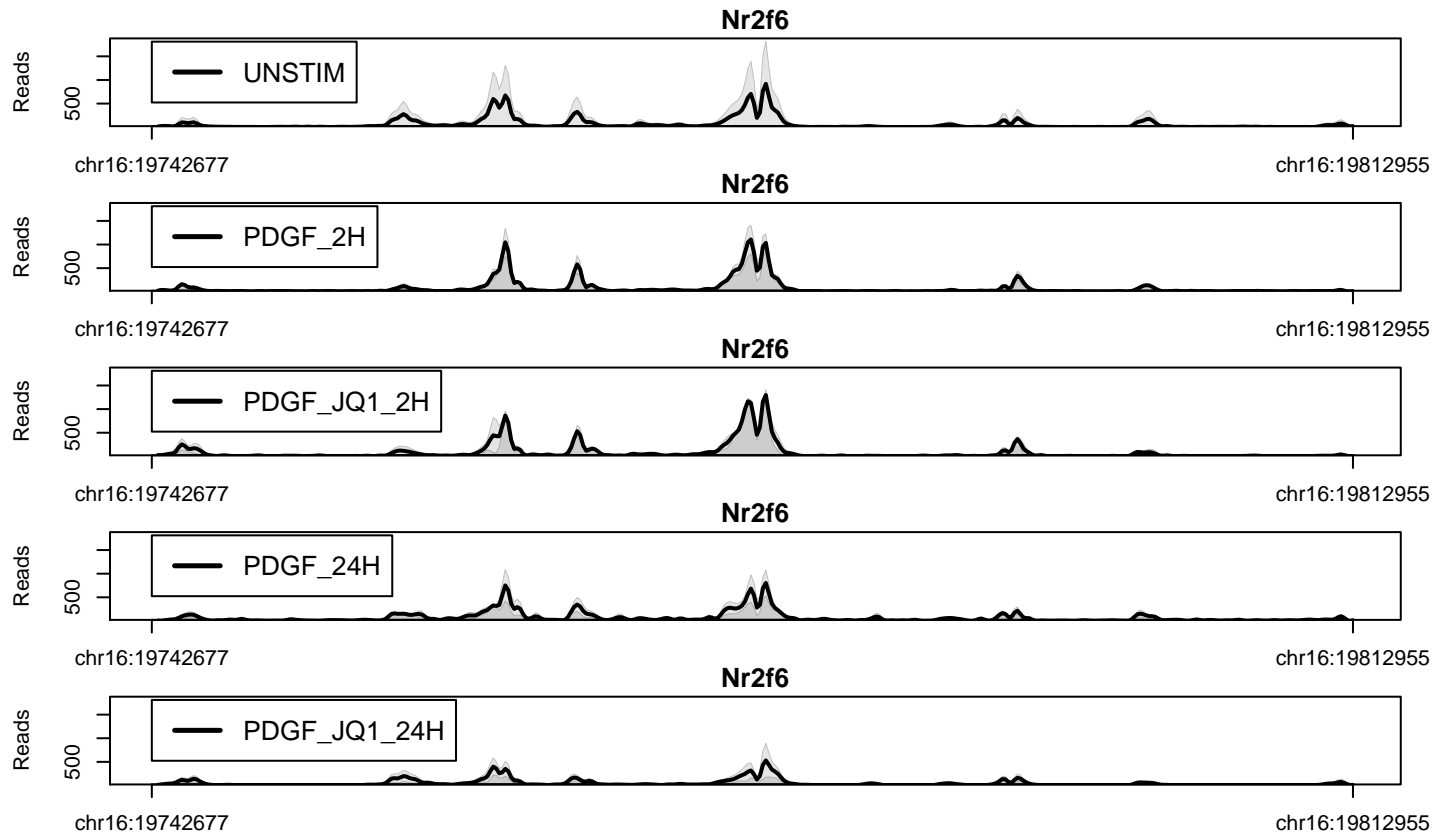 Nr2f6
Reads
500
UNSTIM
chr16:19742677
chr16:19812955
Nr2f6
Reads
500
PDGF_2H
chr16:19742677
chr16:19812955
Nr2f6
Reads
500
PDGF_JQ1_2H
chr16:19742677
chr16:19812955
Nr2f6
Reads
500
PDGF_24H
chr16:19742677
chr16:19812955
Nr2f6
Reads
500
PDGF_JQ1_24H
chr16:19742677
chr16:19812955